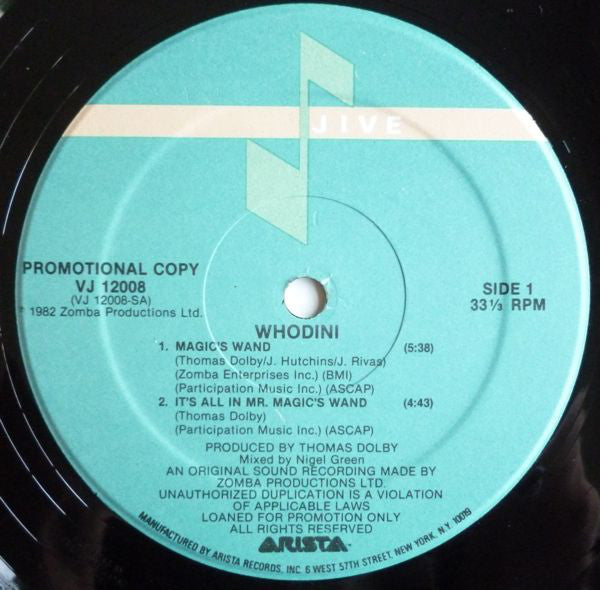 JIVE
PROMOTIONAL COPY
VJ 12008
(VJ 12008-SA)
℗ 1982 Zomba Productions Ltd.
SIDE 1
33 1/3 RPM
WHODINI
1. MAGIC'S WAND (5:38)
(Thomas Dolby/J. Hutchins/J. Rivas)
(Zomba Enterprises Inc.) (BMI)
(Participation Music Inc.) (ASCAP)
2. IT'S ALL IN MR. MAGIC'S WAND (4:43)
(Thomas Dolby)
(Participation Music Inc.) (ASCAP)
PRODUCED BY THOMAS DOLBY
Mixed by Nigel Green
AN ORIGINAL SOUND RECORDING MADE BY
ZOMBA PRODUCTIONS LTD.
UNAUTHORIZED DUPLICATION IS A VIOLATION
OF APPLICABLE LAWS
LOANED FOR PROMOTION ONLY
ALL RIGHTS RESERVED
ARISTA
MANUFACTURED BY ARISTA RECORDS, INC. 6 WEST 57TH STREET, NEW YORK, N.Y. 10019